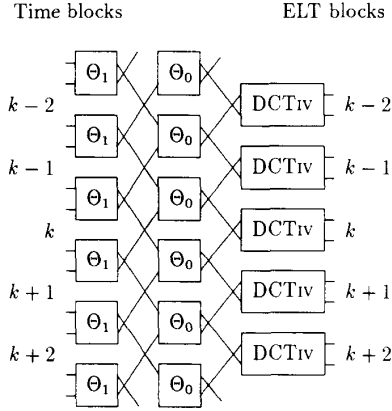 Time blocks ELT blocks
Θ₁ Θ₀
k − 2 DCTIV k − 2
Θ₁ Θ₀
k − 1 DCTIV k − 1
Θ₁ Θ₀
k DCTIV k
Θ₁ Θ₀
k + 1 DCTIV k + 1
Θ₁ Θ₀
k + 2 DCTIV k + 2
Θ₁ Θ₀